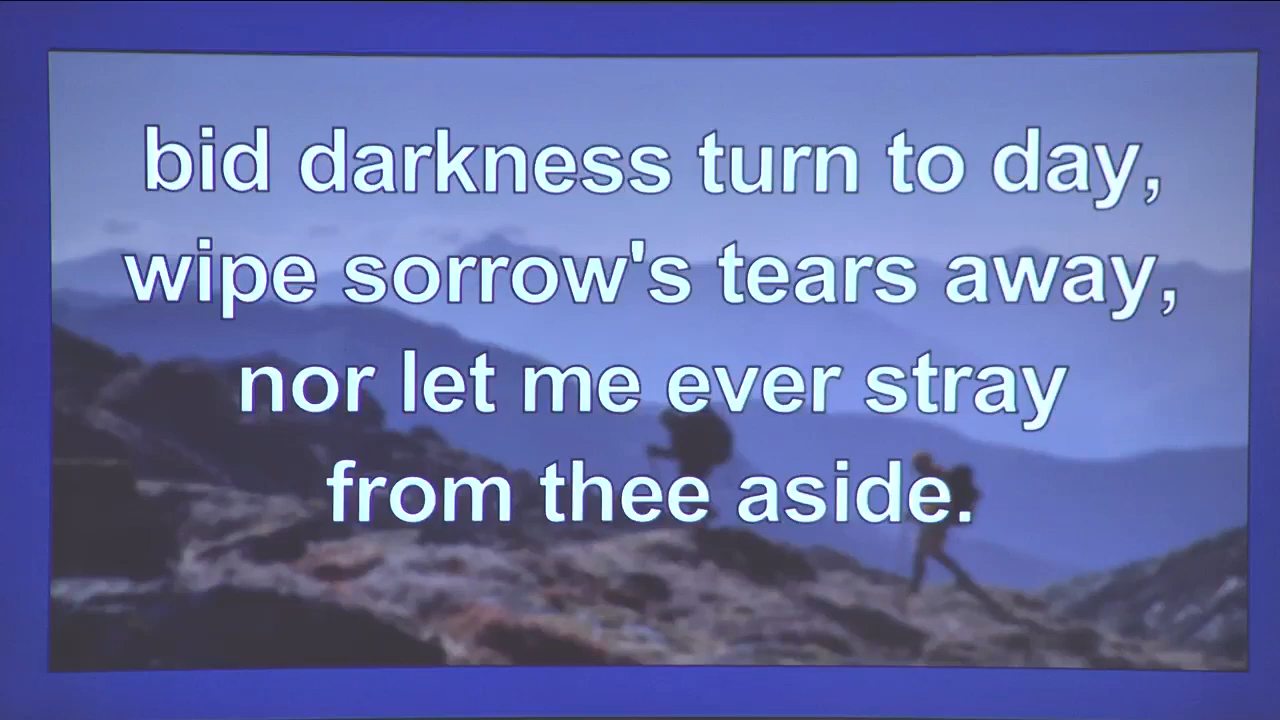 bid darkness turn to day,
wipe sorrow's tears away,
nor let me ever stray
from thee aside.